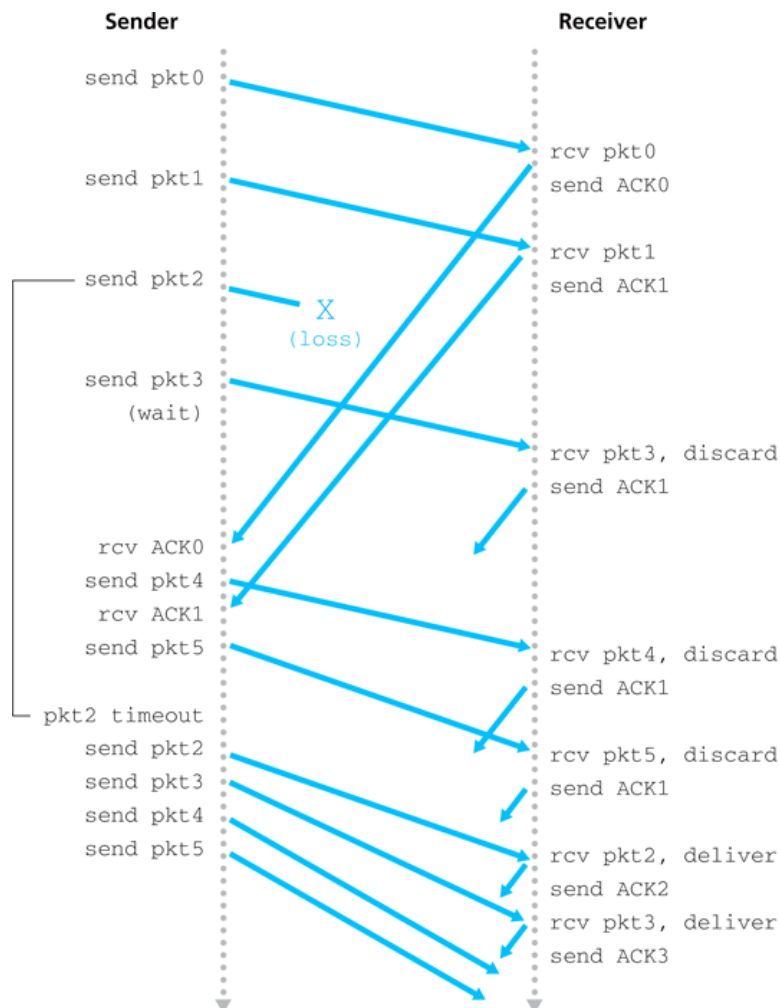 Sender
Receiver
send pkt0
rcv pkt0
send ACK0
send pkt1
rcv pkt1
send ACK1
send pkt2
X
(loss)
send pkt3
(wait)
rcv pkt3, discard
send ACK1
rcv ACK0
send pkt4
rcv ACK1
send pkt5
rcv pkt4, discard
send ACK1
pkt2 timeout
send pkt2
send pkt3
send pkt4
send pkt5
rcv pkt5, discard
send ACK1
rcv pkt2, deliver
send ACK2
rcv pkt3, deliver
send ACK3